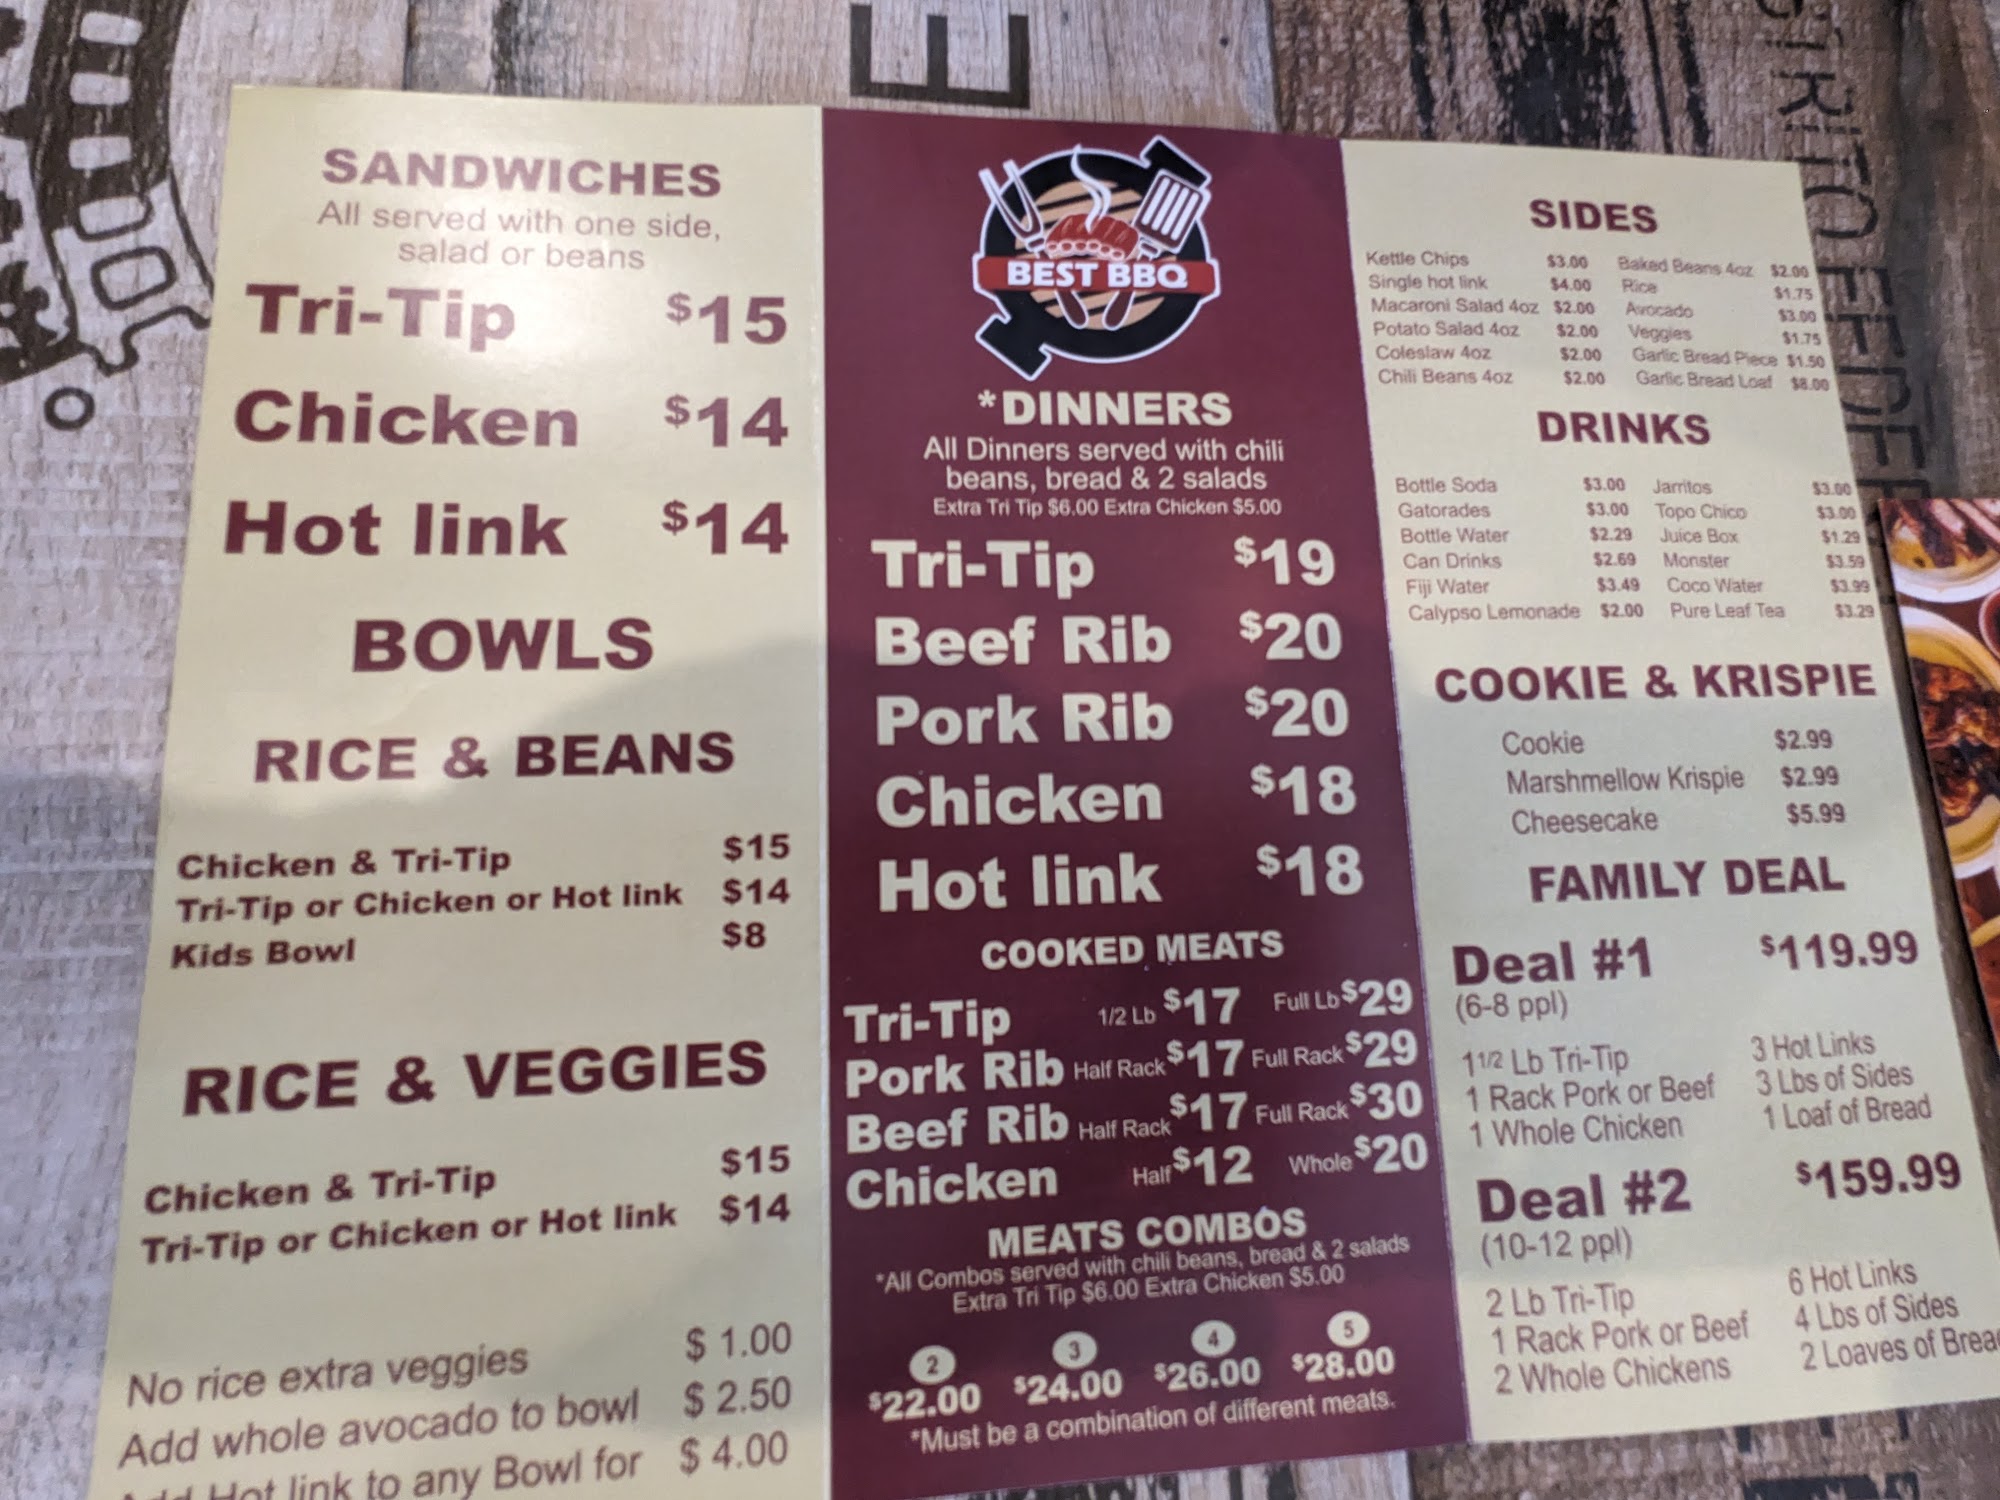 SANDWICHES
All served with one side,
salad or beans
Tri-Tip $15
Chicken $14
Hot link $14
BOWLS
RICE & BEANS
Chicken & Tri-Tip $15
Tri-Tip or Chicken or Hot link $14
Kids Bowl $8
RICE & VEGGIES
Chicken & Tri-Tip $15
Tri-Tip or Chicken or Hot link $14
No rice extra veggies $ 1.00
Add whole avocado to bowl $ 2.50
Add Hot link to any Bowl for $ 4.00
BEST BBQ
*DINNERS
All Dinners served with chili
beans, bread & 2 salads
Extra Tri Tip $6.00 Extra Chicken $5.00
Tri-Tip $19
Beef Rib $20
Pork Rib $20
Chicken $18
Hot link $18
COOKED MEATS
Tri-Tip 1/2 Lb $17 Full Lb $29
Pork Rib Half Rack $17 Full Rack $29
Beef Rib Half Rack $17 Full Rack $30
Chicken Half $12 Whole $20
MEATS COMBOS
*All Combos served with chili beans, bread & 2 salads
Extra Tri Tip $6.00 Extra Chicken $5.00
2 3 4 5
$22.00 $24.00 $26.00 $28.00
*Must be a combination of different meats.
SIDES
Kettle Chips $3.00 Baked Beans 4oz $2.00
Single hot link $4.00 Rice $1.75
Macaroni Salad 4oz $2.00 Avocado $3.00
Potato Salad 4oz $2.00 Veggies $1.75
Coleslaw 4oz $2.00 Garlic Bread Piece $1.50
Chili Beans 4oz $2.00 Garlic Bread Loaf $8.00
DRINKS
Bottle Soda $3.00 Jarritos $3.00
Gatorades $3.00 Topo Chico $3.00
Bottle Water $2.29 Juice Box $1.29
Can Drinks $2.69 Monster $3.59
Fiji Water $3.49 Coco Water $3.99
Calypso Lemonade $2.00 Pure Leaf Tea $3.29
COOKIE & KRISPIE
Cookie $2.99
Marshmellow Krispie $2.99
Cheesecake $5.99
FAMILY DEAL
Deal #1 $119.99
(6-8 ppl)
1 1/2 Lb Tri-Tip 3 Hot Links
1 Rack Pork or Beef 3 Lbs of Sides
1 Whole Chicken 1 Loaf of Bread
Deal #2 $159.99
(10-12 ppl)
2 Lb Tri-Tip 6 Hot Links
1 Rack Pork or Beef 4 Lbs of Sides
2 Whole Chickens 2 Loaves of Brea